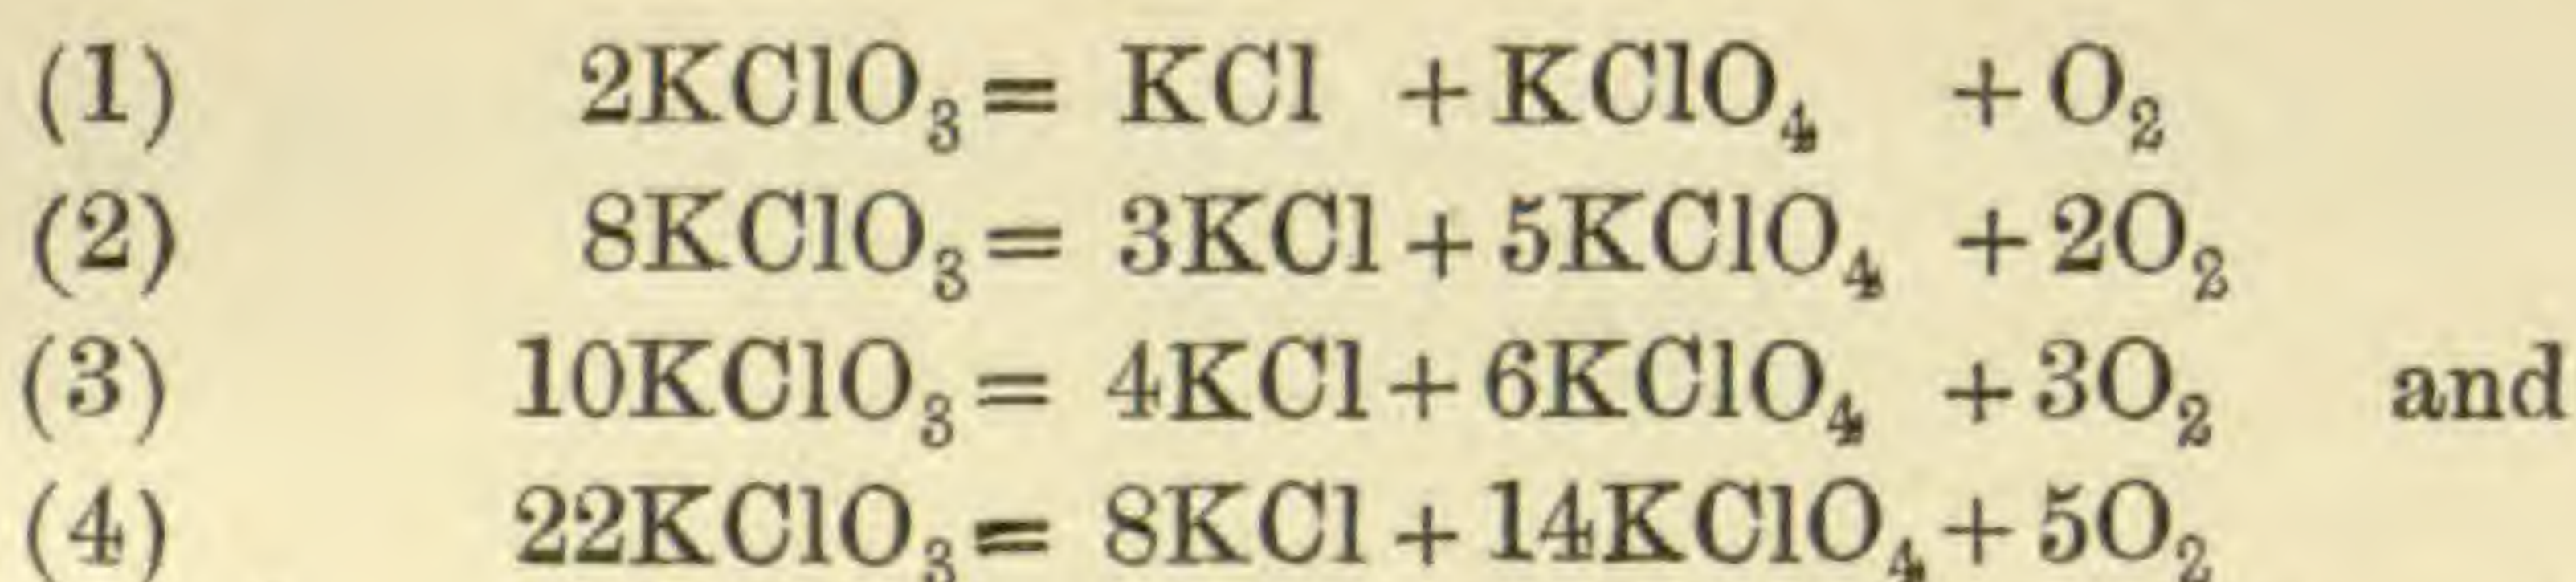 (1) 2KClO₃ = KCl + KClO₄ + O₂
(2) 8KClO₃ = 3KCl + 5KClO₄ + 2O₂
(3) 10KClO₃ = 4KCl + 6KClO₄ + 3O₂ and
(4) 22KClO₃ = 8KCl + 14KClO₄ + 5O₂